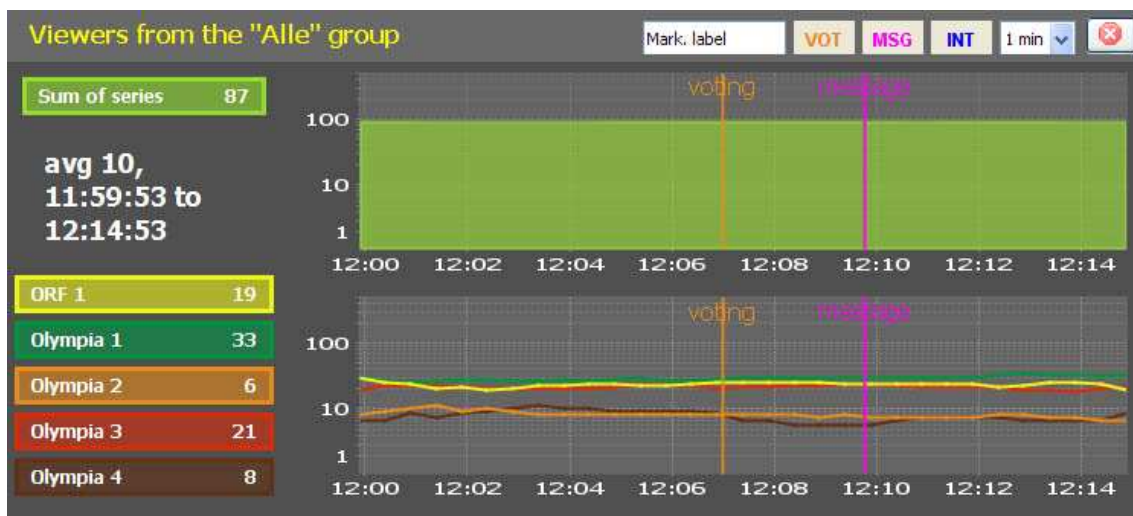 Viewers from the "Alle" group
Mark. label VOT MSG INT 1 min
Sum of series 87
avg 10,
11:59:53 to
12:14:53
voting message
100
10
1
12:00 12:02 12:04 12:06 12:08 12:10 12:12 12:14
ORF 1 19
Olympia 1 33
Olympia 2 6
Olympia 3 21
Olympia 4 8
voting message
100
10
1
12:00 12:02 12:04 12:06 12:08 12:10 12:12 12:14